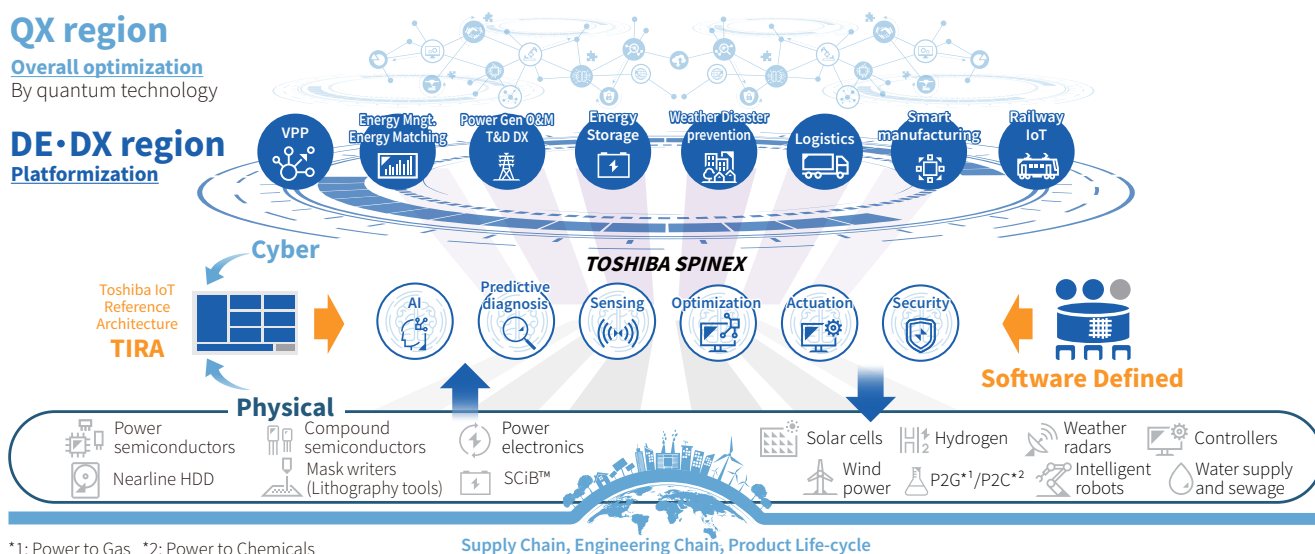 QX region
Overall optimization
By quantum technology
DE•DX region
Platformization
VPP
Energy Mngt.
Energy Matching
Power Gen O&M
T&D DX
Energy
Storage
Weather Disaster
prevention
Logistics
Smart
manufacturing
Railway
IoT
Cyber
TOSHIBA SPINEX
Toshiba IoT
Reference
Architecture
TIRA
AI
Predictive
diagnosis
Sensing
Optimization
Actuation
Security
Software Defined
Physical
Power
semiconductors
Compound
semiconductors
Power
electronics
Solar cells
Hydrogen
Weather
radars
Controllers
Nearline HDD
Mask writers
(Lithography tools)
SCiB™
Wind
power
P2G*1/P2C*2
Intelligent
robots
Water supply
and sewage
*1: Power to Gas *2: Power to Chemicals
Supply Chain, Engineering Chain, Product Life-cycle